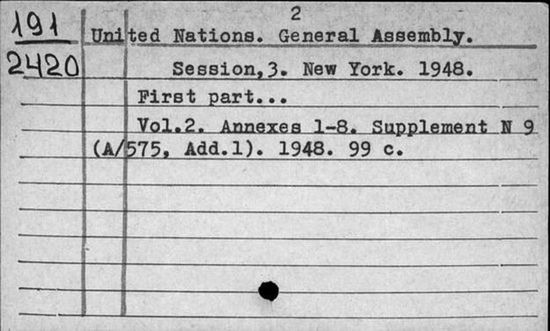 2
191
United Nations. General Assembly.
2420
Session,3. New York. 1948.
First part...
Vol.2. Annexes 1-8. Supplement N 9
(A/575, Add.1). 1948. 99 c.